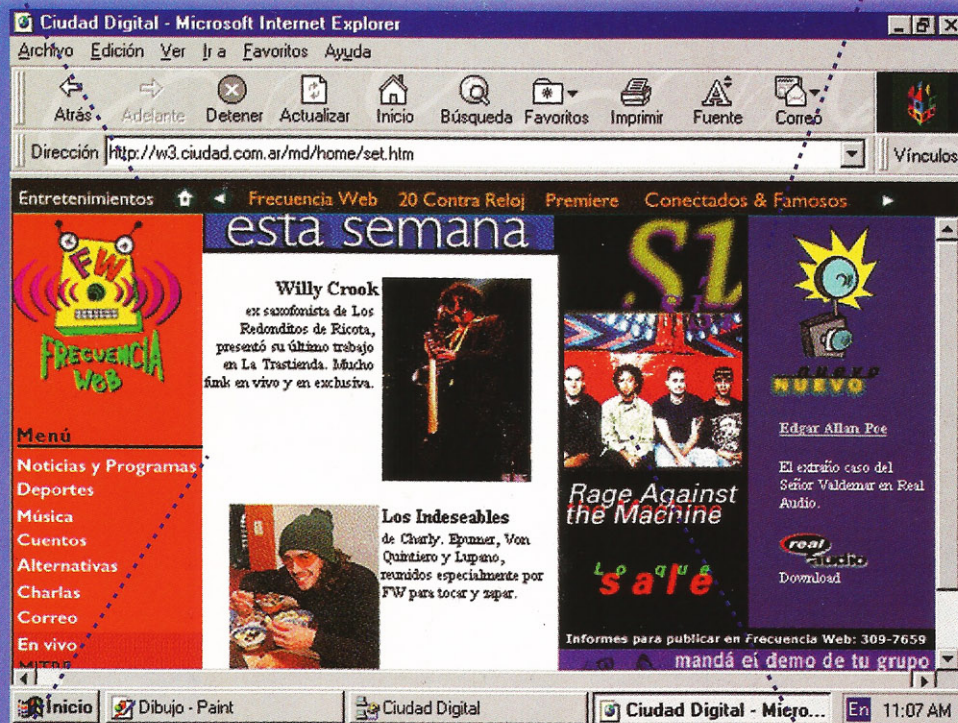 Ciudad Digital - Microsoft Internet Explorer
Archivo Edición Ver Ir a Favoritos Ayuda
Atrás Adelante Detener Actualizar Inicio Búsqueda Favoritos Imprimir Fuente Correo
Dirección http://w3.ciudad.com.ar/md/home/set.htm Vínculos
Entretenimientos Frecuencia Web 20 Contra Reloj Premiere Conectados & Famosos
FW
FRECUENCIA
WEB
Menú
Noticias y Programas
Deportes
Música
Cuentos
Alternativas
Charlas
Correo
En vivo
esta semana
Willy Crook
ex saxofonista de Los
Redonditos de Ricota,
presentó su último trabajo
en La Trastienda. Mucho
funk en vivo y en exclusiva.
Los Indeseables
de Charly. Epumer, Von
Quintiero y Lupano,
reunidos especialmente por
FW para tocar y zapar.
Rage Against
the Machine
Lo que
sale
nuevo
NUEVO
Edgar Allan Poe
El extraño caso del
Señor Valdemar en Real
Audio.
real
audio
Download
Informes para publicar en Frecuencia Web: 309-7659
mandá el demo de tu grupo
Inicio Dibujo - Paint Ciudad Digital Ciudad Digital - Micro... En 11:07 AM